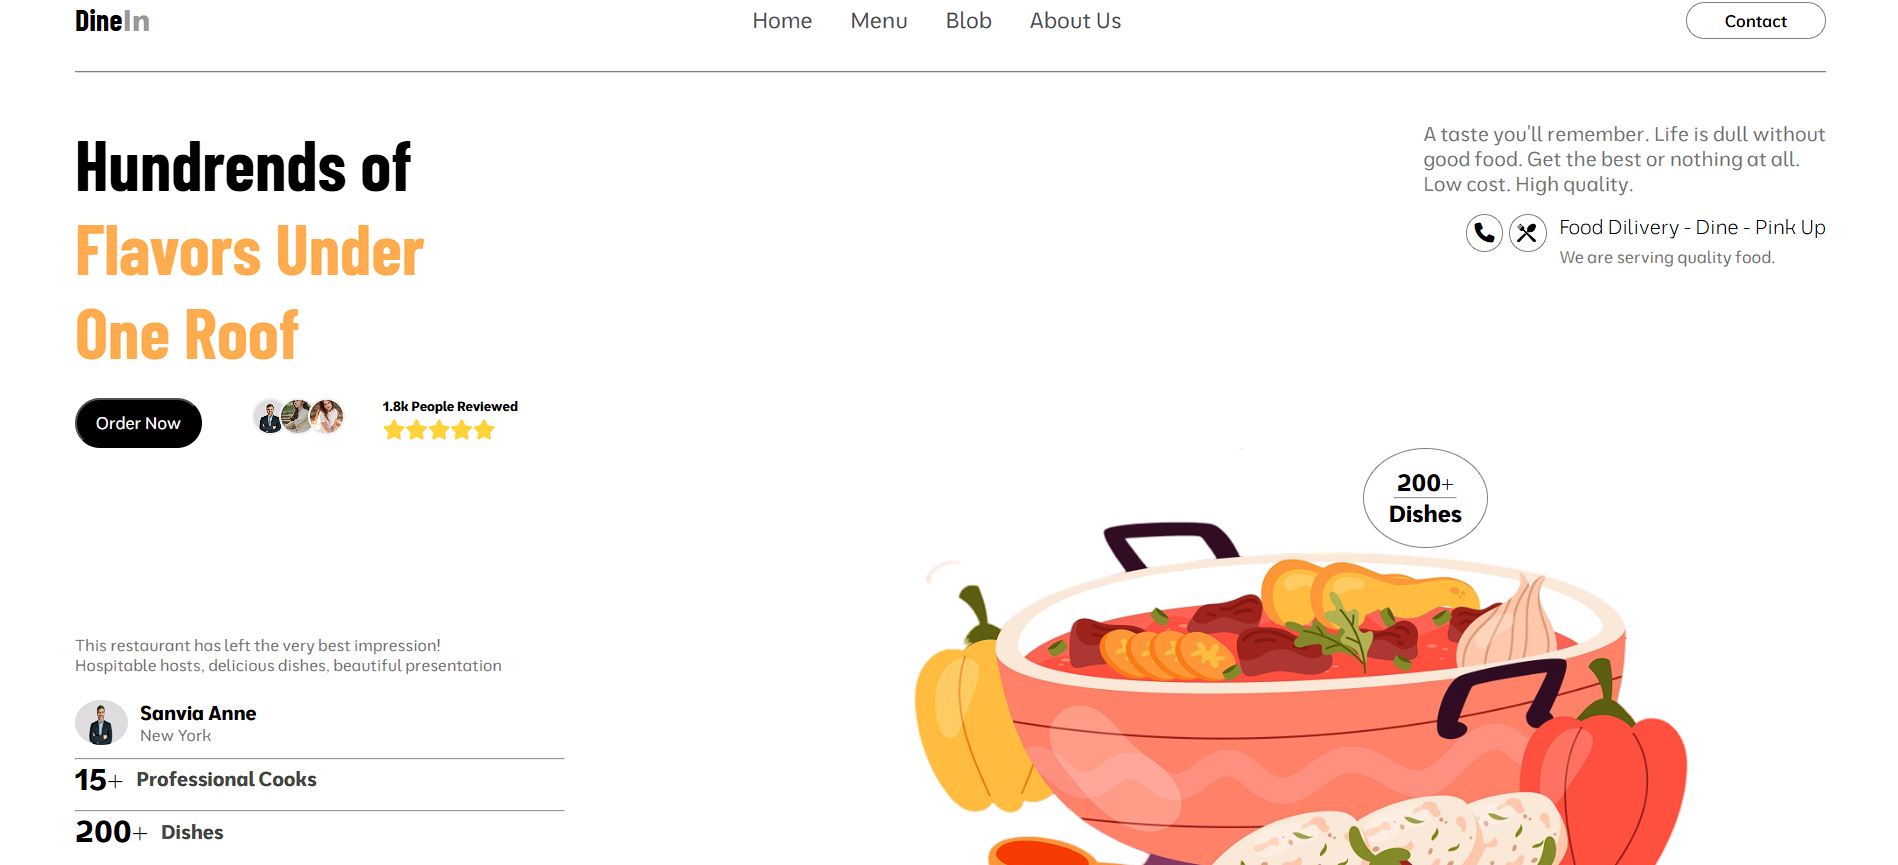 DineIn
Home Menu Blob About Us
Contact
Hundrends of
Flavors Under
One Roof
A taste you'll remember. Life is dull without
good food. Get the best or nothing at all.
Low cost. High quality.
Food Dilivery - Dine - Pink Up
We are serving quality food.
Order Now
1.8k People Reviewed
200+
Dishes
This restaurant has left the very best impression!
Hospitable hosts, delicious dishes, beautiful presentation
Sanvia Anne
New York
15+ Professional Cooks
200+ Dishes